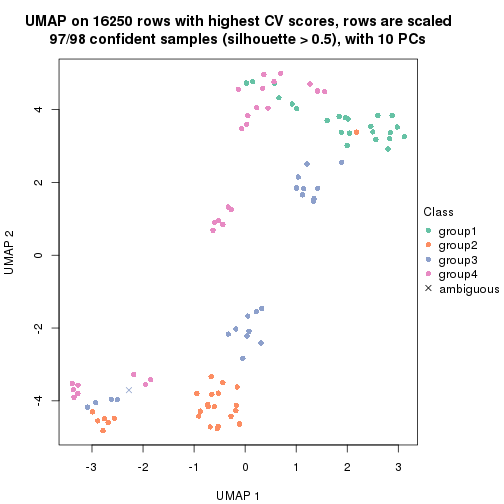 UMAP on 16250 rows with highest CV scores, rows are scaled
97/98 confident samples (silhouette > 0.5), with 10 PCs
4
2
0
-2
-4
UMAP 2
-3
-2
-1
0
1
2
3
UMAP 1
Class
group1
group2
group3
group4
ambiguous